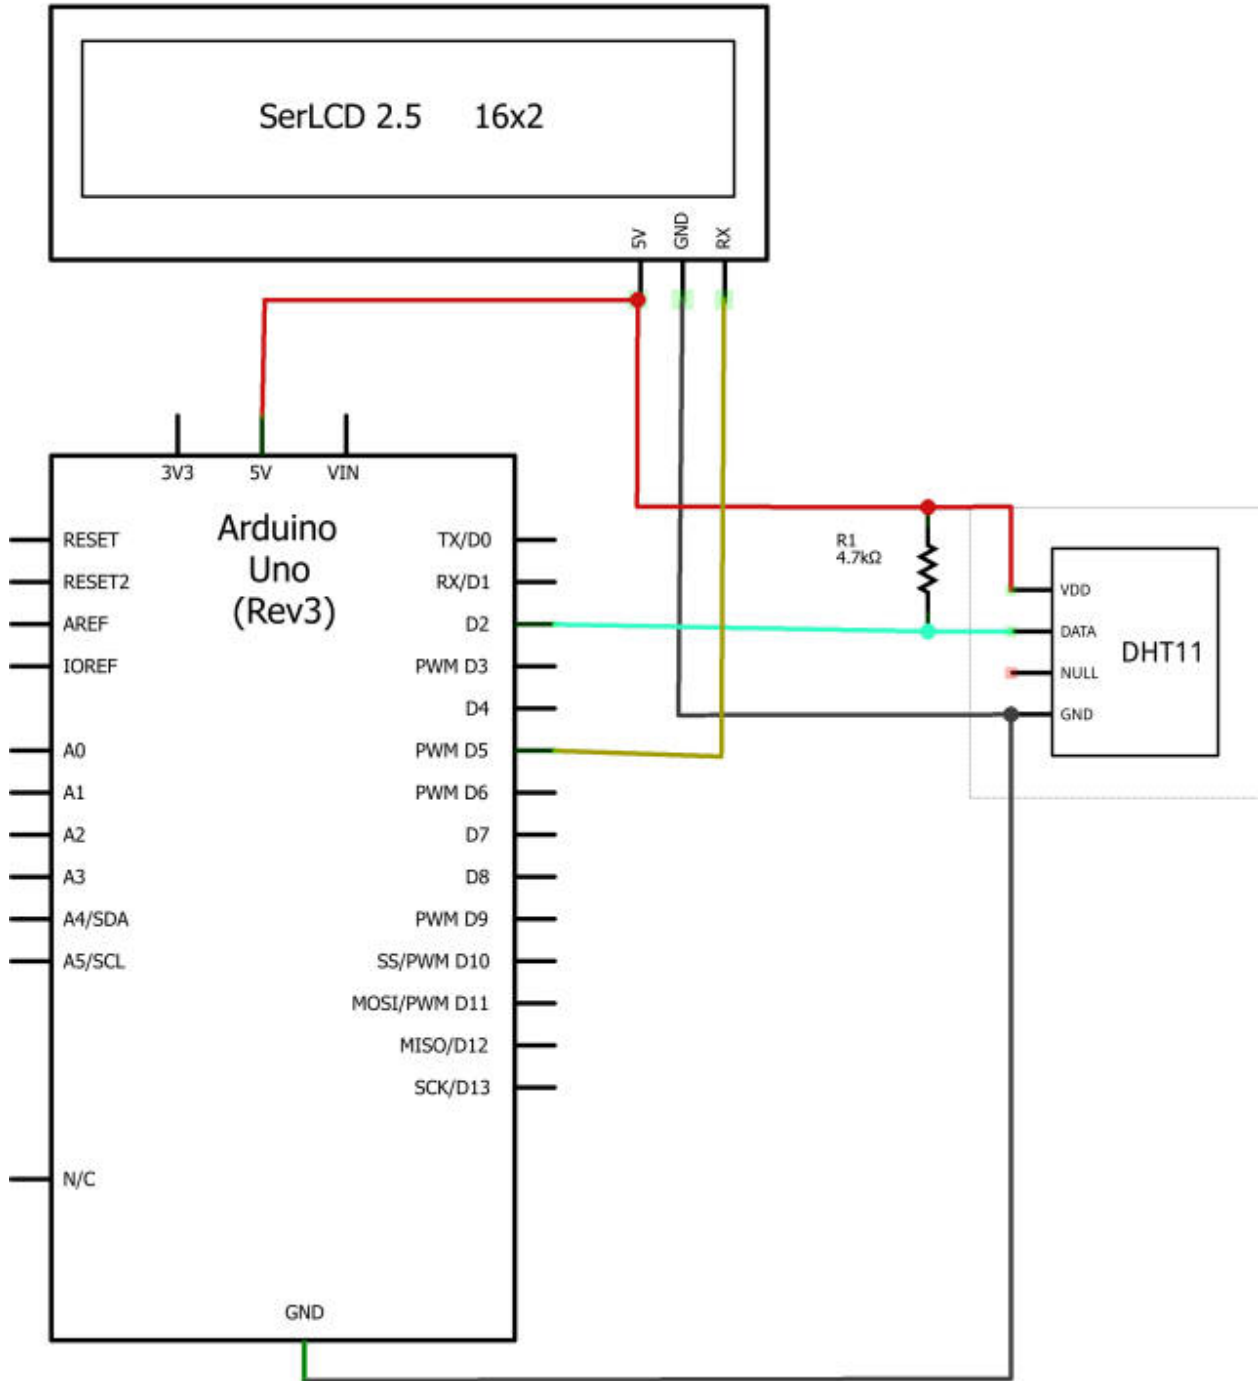 SerLCD 2.5 16x2
5V
GND
RX
3V3
5V
VIN
Arduino
Uno
(Rev3)
RESET
RESET2
AREF
IOREF
A0
A1
A2
A3
A4/SDA
A5/SCL
N/C
TX/D0
RX/D1
D2
PWM D3
D4
PWM D5
PWM D6
D7
D8
PWM D9
SS/PWM D10
MOSI/PWM D11
MISO/D12
SCK/D13
GND
R1
4.7kΩ
VDD
DATA
NULL
GND
DHT11